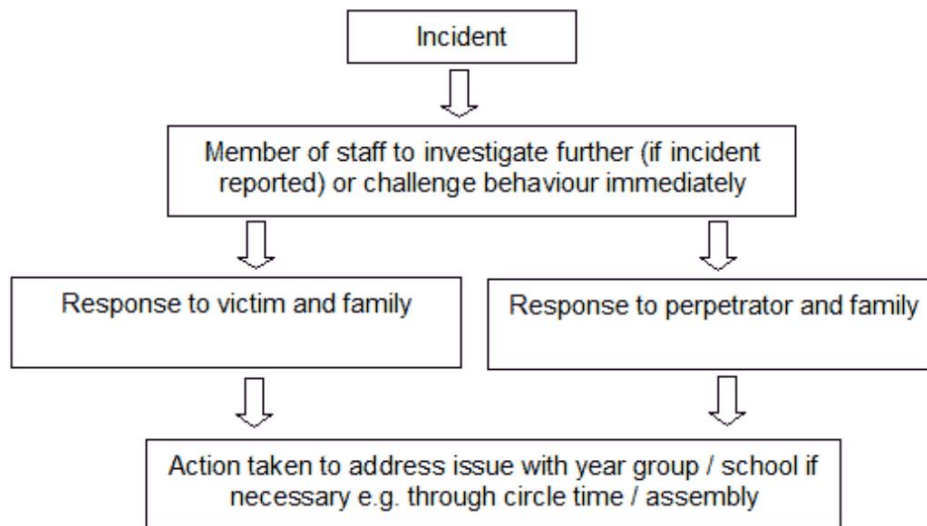 Incident
Member of staff to investigate further (if incident
reported) or challenge behaviour immediately
Response to victim and family
Response to perpetrator and family
Action taken to address issue with year group / school if
necessary e.g. through circle time / assembly